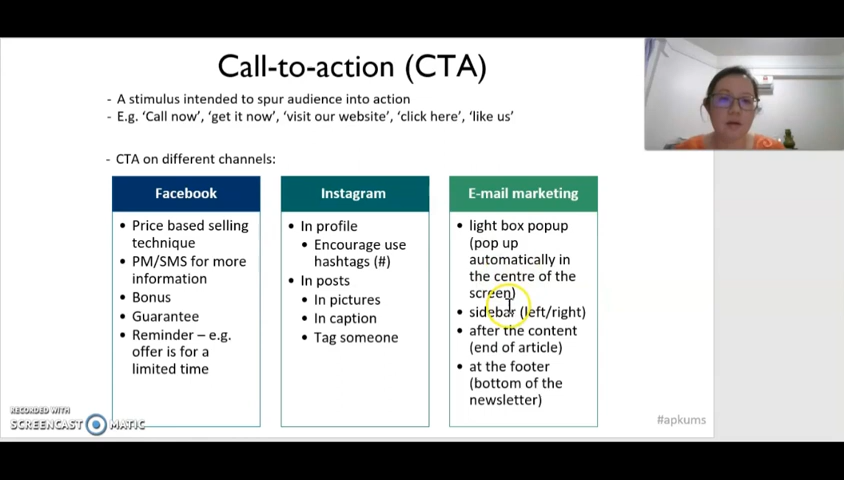 Call-to-action (CTA)
- A stimulus intended to spur audience into action
- E.g. 'Call now', 'get it now', 'visit our website', 'click here', 'like us'
- CTA on different channels:
Facebook
• Price based selling
technique
• PM/SMS for more
information
• Bonus
• Guarantee
• Reminder – e.g.
offer is for a
limited time
Instagram
• In profile
• Encourage use
hashtags (#)
• In posts
• In pictures
• In caption
• Tag someone
E-mail marketing
• light box popup
(pop up
automatically in
the centre of the
screen)
• sidebar (left/right)
• after the content
(end of article)
• at the footer
(bottom of the
newsletter)
RECORDED WITH
SCREENCAST MATIC
#apkums